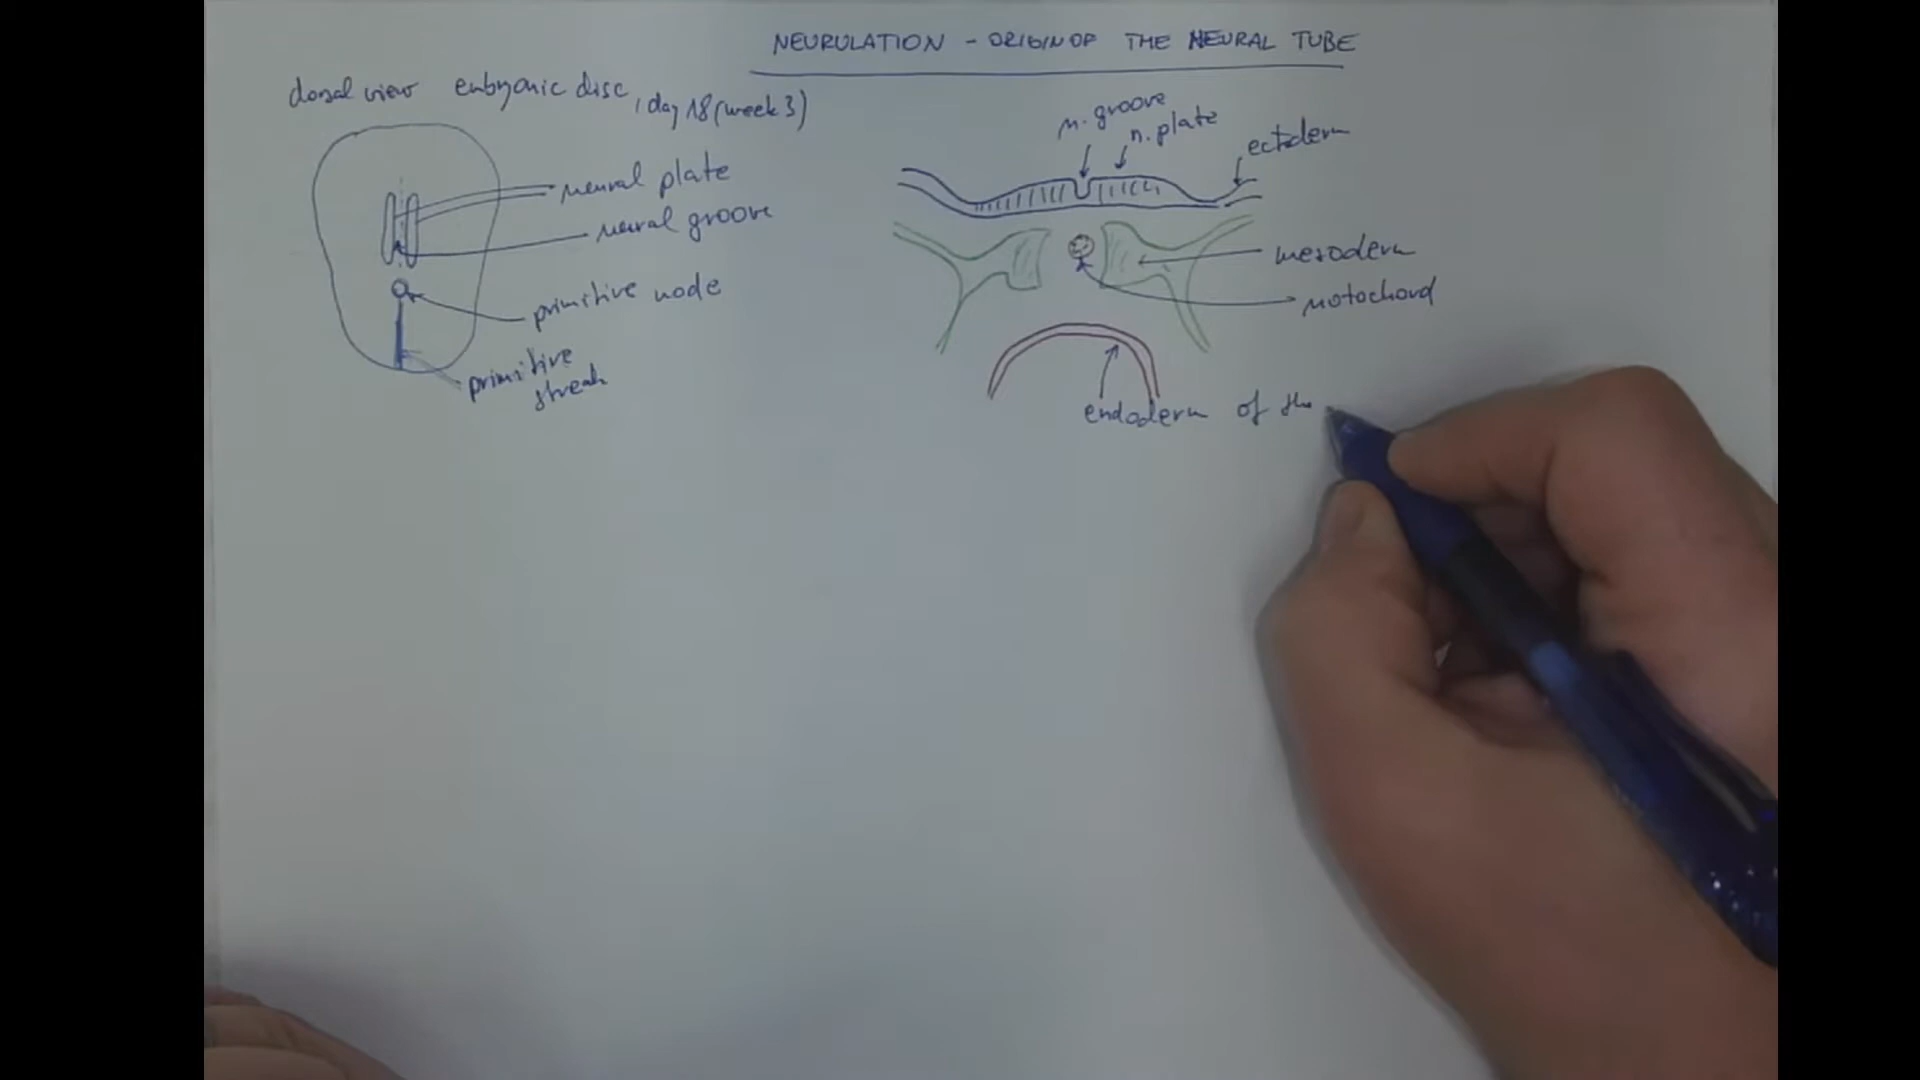 NEURULATION - ORIGIN OF THE NEURAL TUBE
dorsal view embryonic disc, day 18 (week 3)
neural plate
neural groove
primitive node
primitive
streak
n. groove
n. plate
ectoderm
mesoderm
notochord
endoderm of the